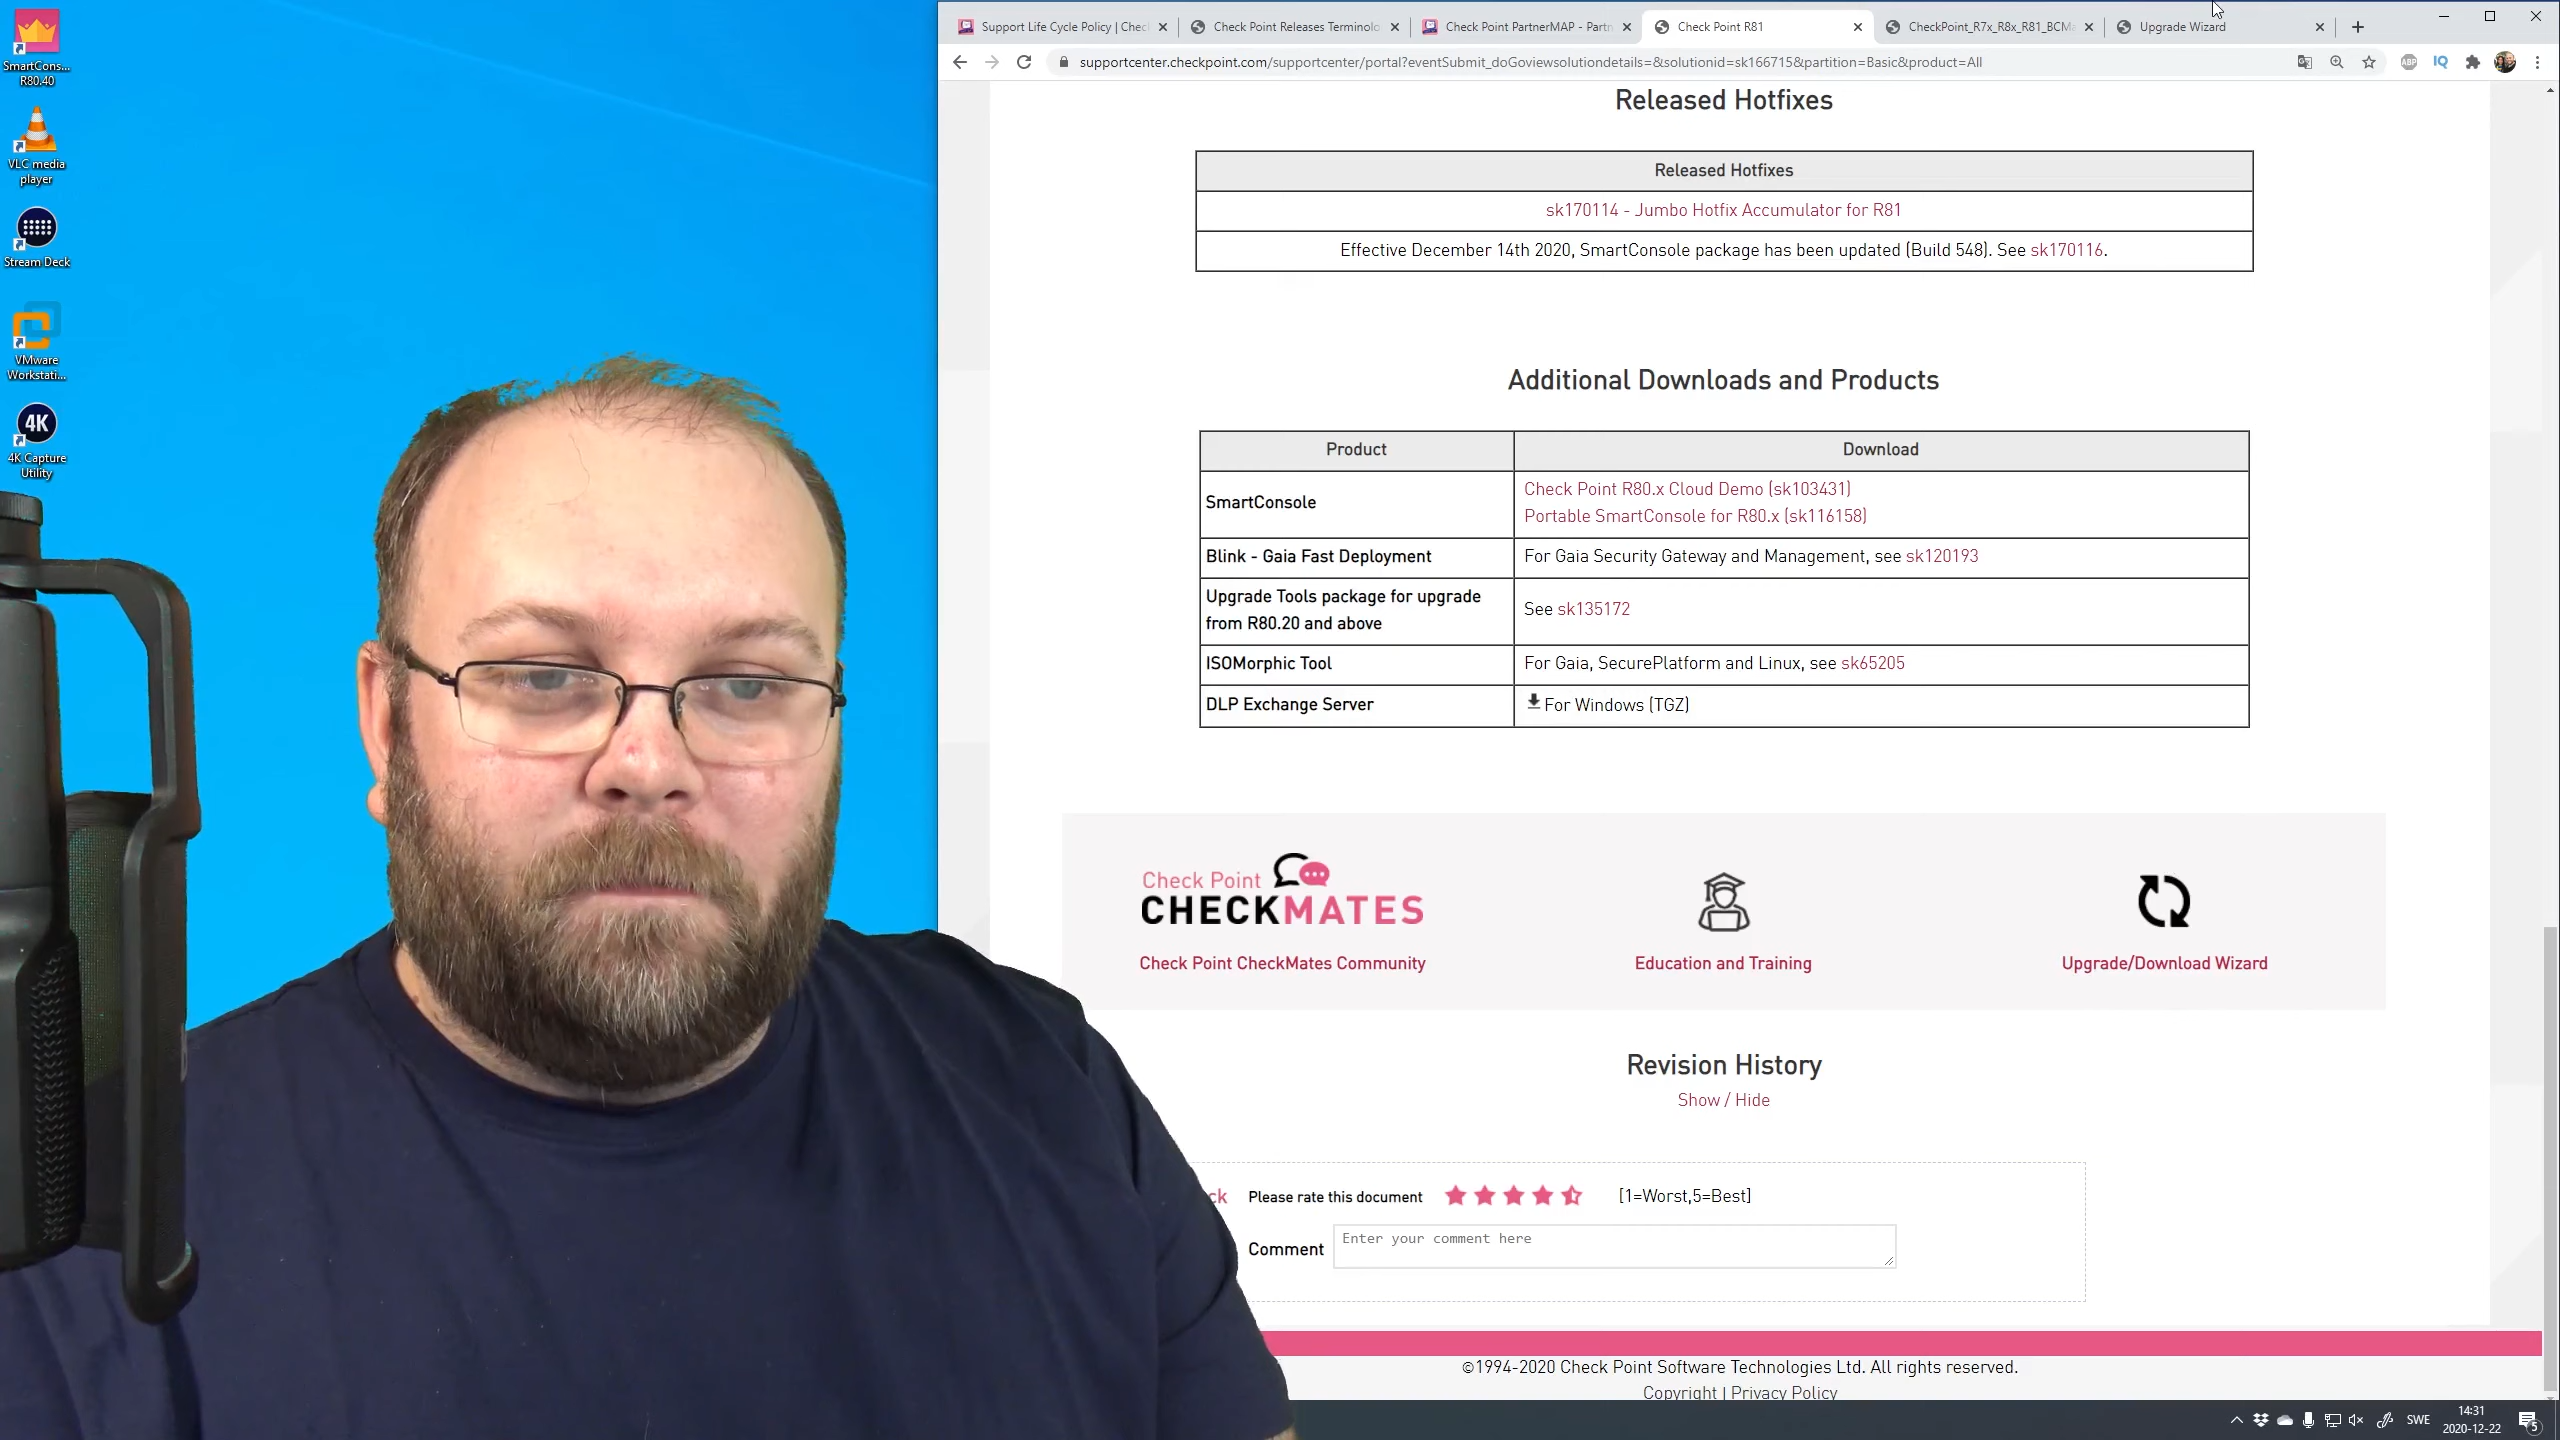 SmartCons...
R80.40
VLC media
player
Stream Deck
VMware
Workstati...
4K
4K Capture
Utility
Support Life Cycle Policy | Chec
Check Point Releases Terminolo
Check Point PartnerMAP - Partn
Check Point R81
CheckPoint_R7x_R8x_R81_BCMa
Upgrade Wizard
supportcenter.checkpoint.com/supportcenter/portal?eventSubmit_doGoviewsolutiondetails=&solutionid=sk166715&partition=Basic&product=All
ABP
IQ
Released Hotfixes
Released Hotfixes
sk170114 - Jumbo Hotfix Accumulator for R81
Effective December 14th 2020, SmartConsole package has been updated (Build 548). See sk170116.
Additional Downloads and Products
Product
Download
SmartConsole
Check Point R80.x Cloud Demo (sk103431)
Portable SmartConsole for R80.x (sk116158)
Blink - Gaia Fast Deployment
For Gaia Security Gateway and Management, see sk120193
Upgrade Tools package for upgrade
from R80.20 and above
See sk135172
ISOMorphic Tool
For Gaia, SecurePlatform and Linux, see sk65205
DLP Exchange Server
For Windows (TGZ)
Check Point
CHECKMATES
Check Point CheckMates Community
Education and Training
Upgrade/Download Wizard
Revision History
Show / Hide
ck
Please rate this document
[1=Worst,5=Best]
Comment
Enter your comment here
©1994-2020 Check Point Software Technologies Ltd. All rights reserved.
Copyright | Privacy Policy
SWE
14:31
2020-12-22
5